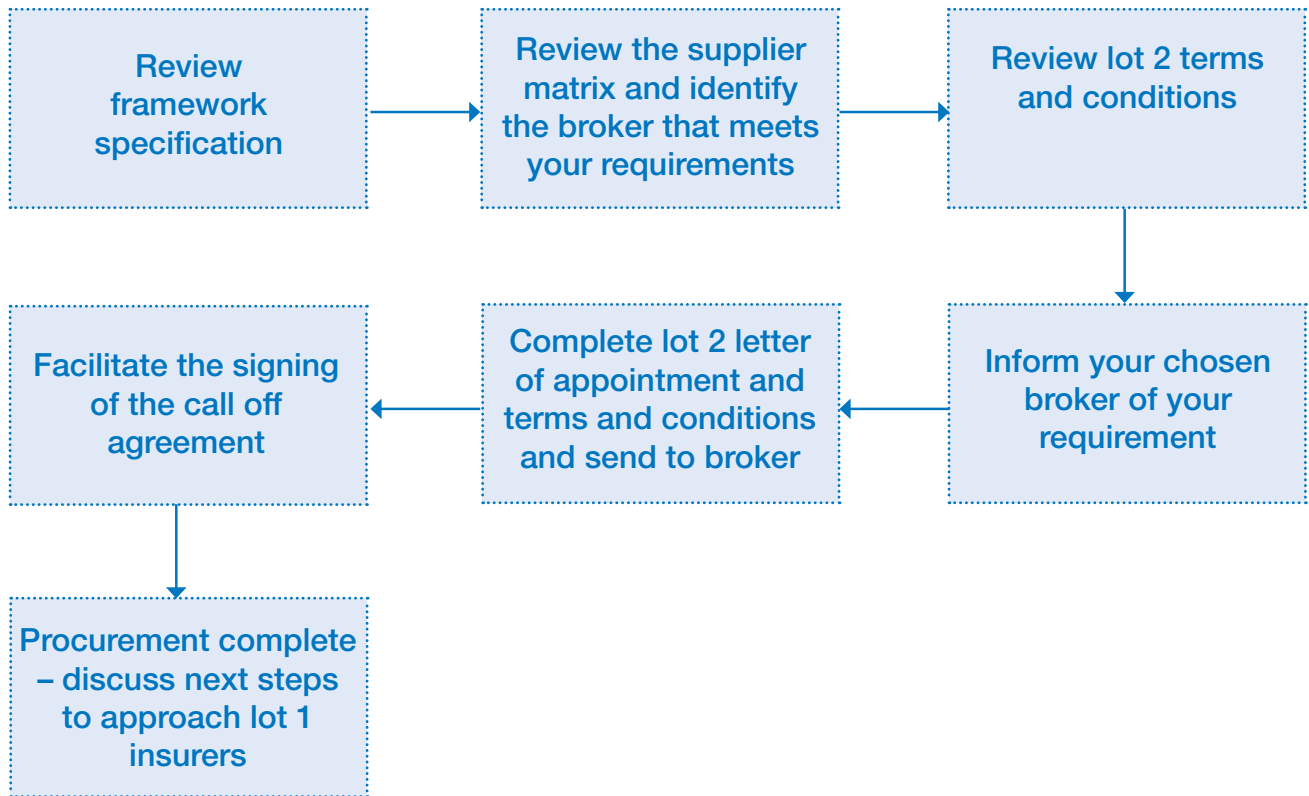 Review
framework
specification
Review the supplier
matrix and identify
the broker that meets
your requirements
Review lot 2 terms
and conditions
Inform your chosen
broker of your
requirement
Complete lot 2 letter
of appointment and
terms and conditions
and send to broker
Facilitate the signing
of the call off
agreement
Procurement complete
– discuss next steps
to approach lot 1
insurers